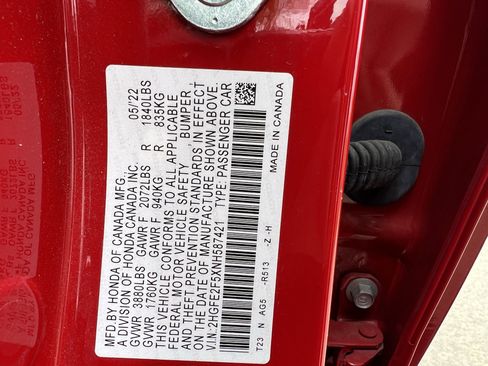 MFD.BY HONDA OF CANADA MFG. 05/'22
A DIVISION OF HONDA CANADA INC.
GVWR 3880LBS GAWR F 2072LBS R 1840LBS
GVWR 1760KG GAWR F 940KG R 835KG
THIS VEHICLE CONFORMS TO ALL APPLICABLE
FEDERAL MOTOR VEHICLE SAFETY , BUMPER
AND THEFT PREVENTION STANDARDS IN EFFECT
ON THE DATE OF MANUFACTURE SHOWN ABOVE.
V.I.N: 2HGFE2F5XNH587421 TYPE: PASSENGER CAR
T23 N AG5 -R513 -Z -H
MADE IN CANADA